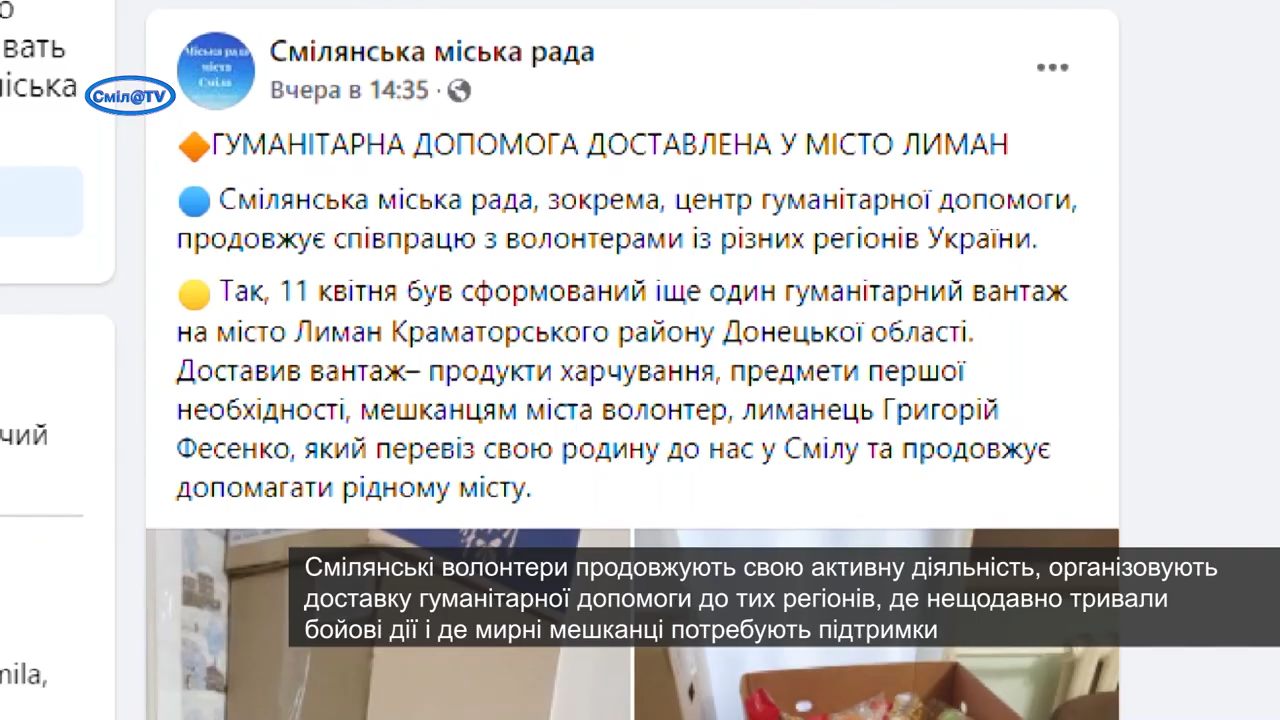 о
вать
іська
Сміл@TV
Міська рада
міста
Сміла
Смілянська міська рада
Вчера в 14:35 ·
ГУМАНІТАРНА ДОПОМОГА ДОСТАВЛЕНА У МІСТО ЛИМАН
Смілянська міська рада, зокрема, центр гуманітарної допомоги,
продовжує співпрацю з волонтерами із різних регіонів України.
Так, 11 квітня був сформований іще один гуманітарний вантаж
на місто Лиман Краматорського району Донецької області.
Доставив вантаж– продукти харчування, предмети першої
необхідності, мешканцям міста волонтер, лиманець Григорій
Фесенко, який перевіз свою родину до нас у Смілу та продовжує
допомагати рідному місту.
чий
mila,
Смілянські волонтери продовжують свою активну діяльність, організовують
доставку гуманітарної допомоги до тих регіонів, де нещодавно тривали
бойові дії і де мирні мешканці потребують підтримки